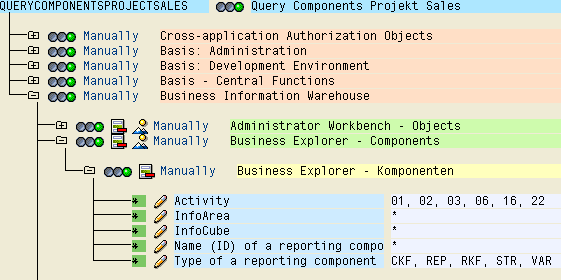 QUERYCOMPONENTSPROJECTSALES Query Components Projekt Sales
Manually Cross-application Authorization Objects
Manually Basis: Administration
Manually Basis: Development Environment
Manually Basis - Central Functions
Manually Business Information Warehouse
Manually Administrator Workbench - Objects
Manually Business Explorer - Components
Manually Business Explorer - Komponenten
Activity 01, 02, 03, 06, 16, 22
InfoArea *
InfoCube *
Name (ID) of a reporting compo *
Type of a reporting component CKF, REP, RKF, STR, VAR